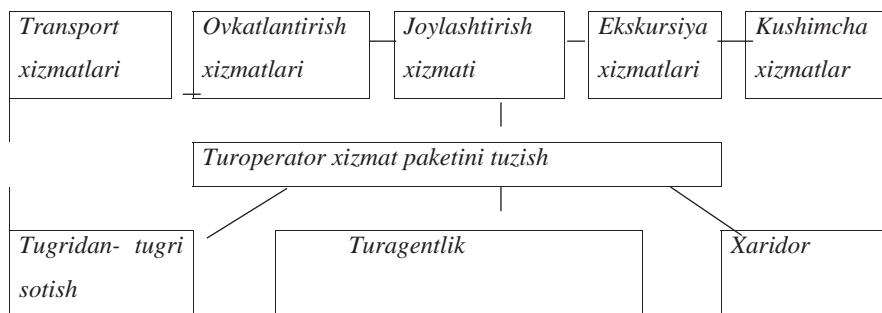 Transport
xizmatlari
Ovkatlantirish
xizmatlari
Joylashtirish
xizmati
Ekskursiya
xizmatlari
Kushimcha
xizmatlar
Turoperator xizmat paketini tuzish
Tugridan- tugri
sotish
Turagentlik
Xaridor